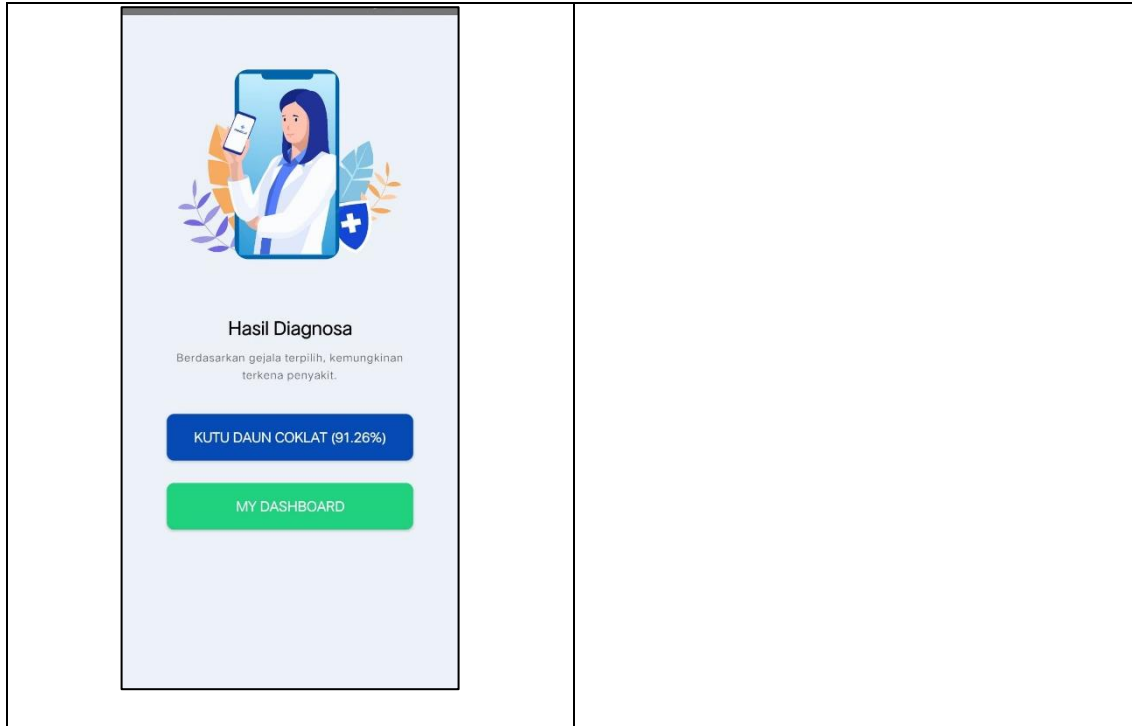 Hasil Diagnosa
Berdasarkan gejala terpilih, kemungkinan
terkena penyakit.
KUTU DAUN COKLAT (91.26%)
MY DASHBOARD